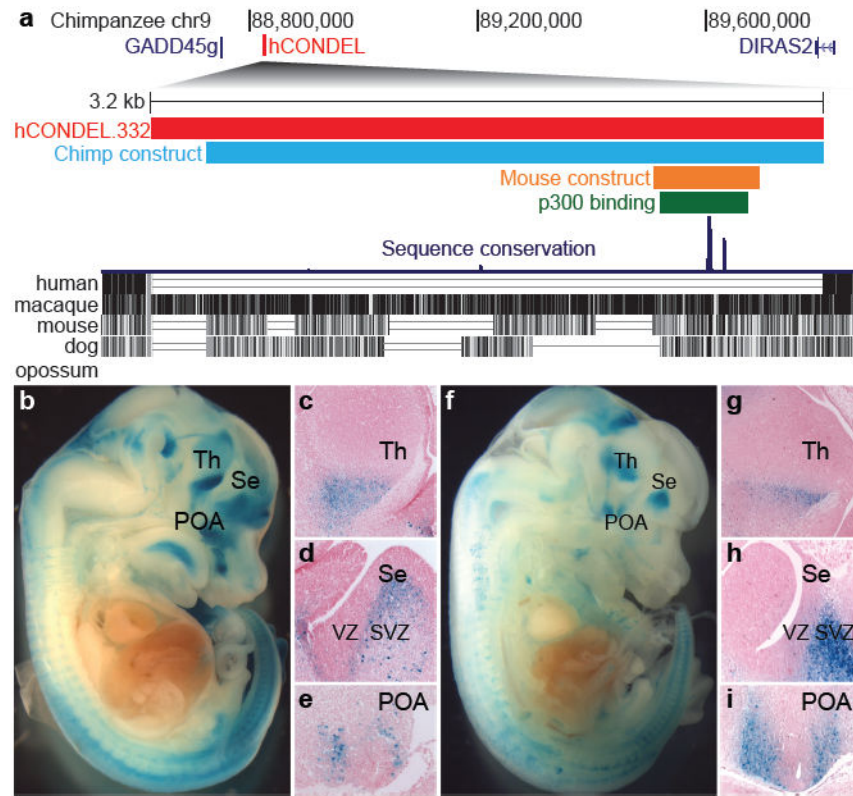 a
Chimpanzee chr9
88,800,000
89,200,000
89,600,000
GADD45g
hCONDEL
DIRAS2
3.2 kb
hCONDEL.332
Chimp construct
Mouse construct
p300 binding
Sequence conservation
human
macaque
mouse
dog
opossum
b
Th
Se
POA
c
Th
d
Se
VZ
SVZ
e
POA
f
Th
Se
POA
g
Th
h
Se
VZ
SVZ
i
POA